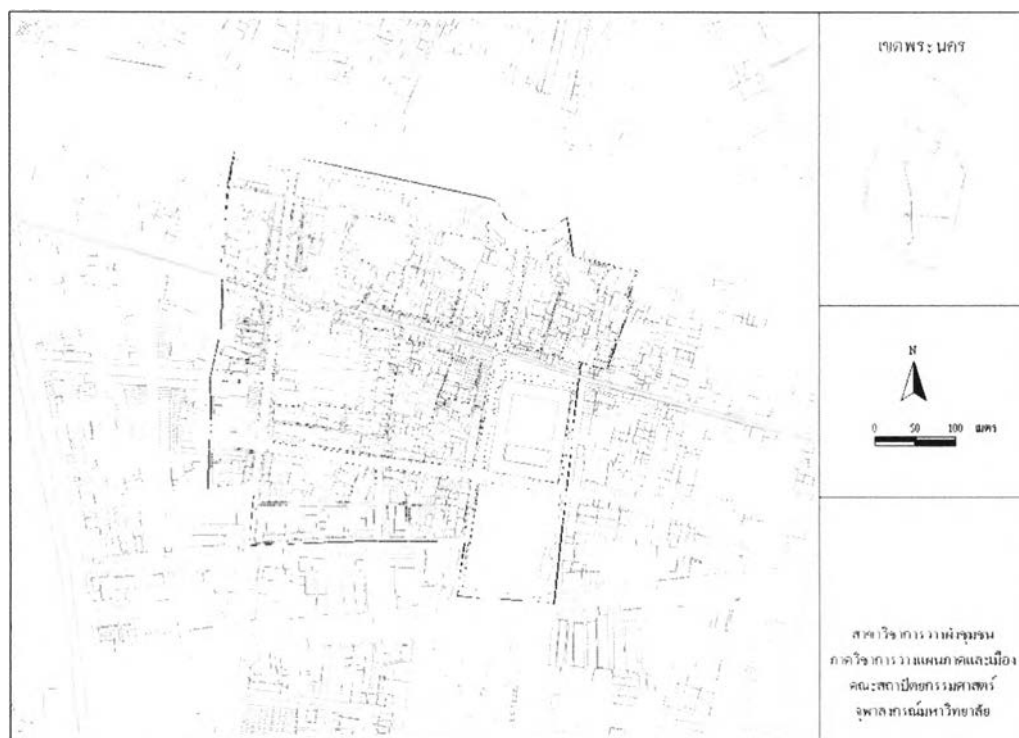 เขตพระนคร
N
0 50 100 เมตร
สาขาวิชาการวางผังชุมชน
ภาควิชาการวางแผนภาคและเมือง
คณะสถาปัตยกรรมศาสตร์
จุฬาลงกรณ์มหาวิทยาลัย